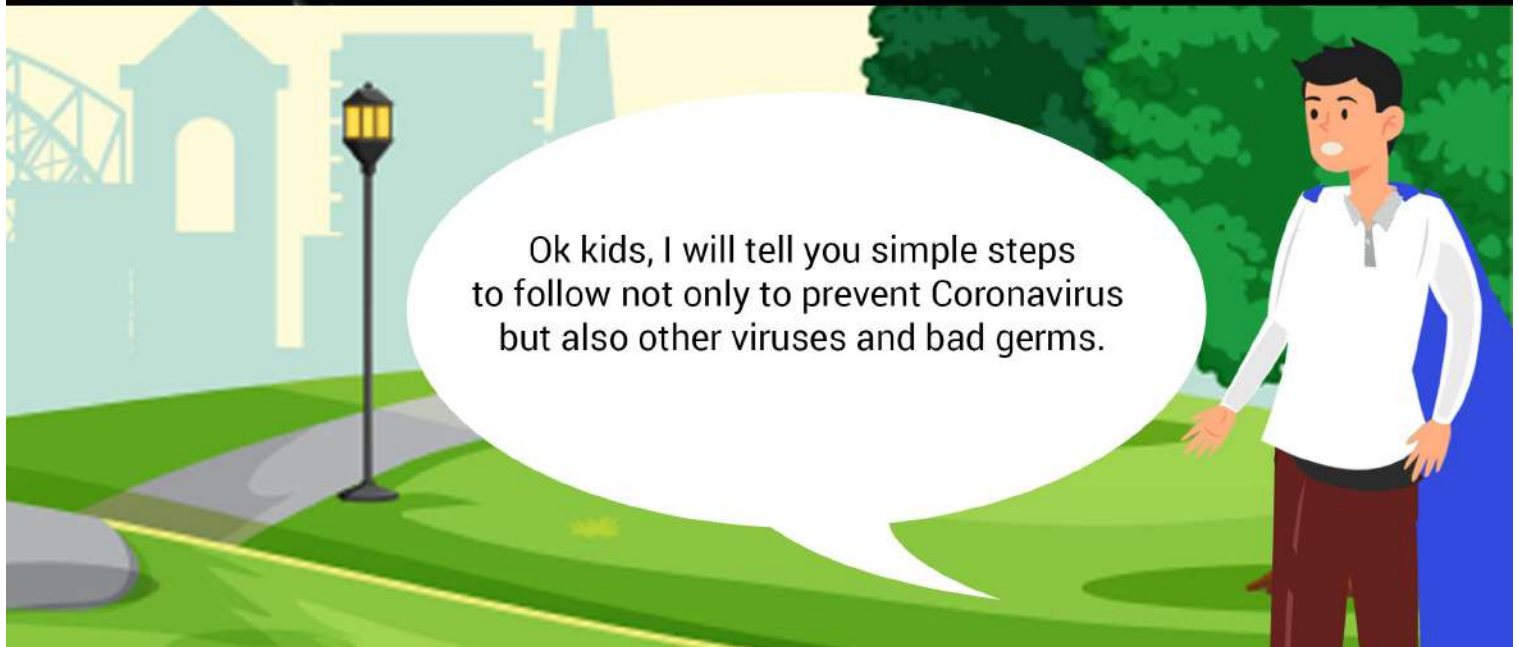 Ok kids, I will tell you simple steps
to follow not only to prevent Coronavirus
but also other viruses and bad germs.